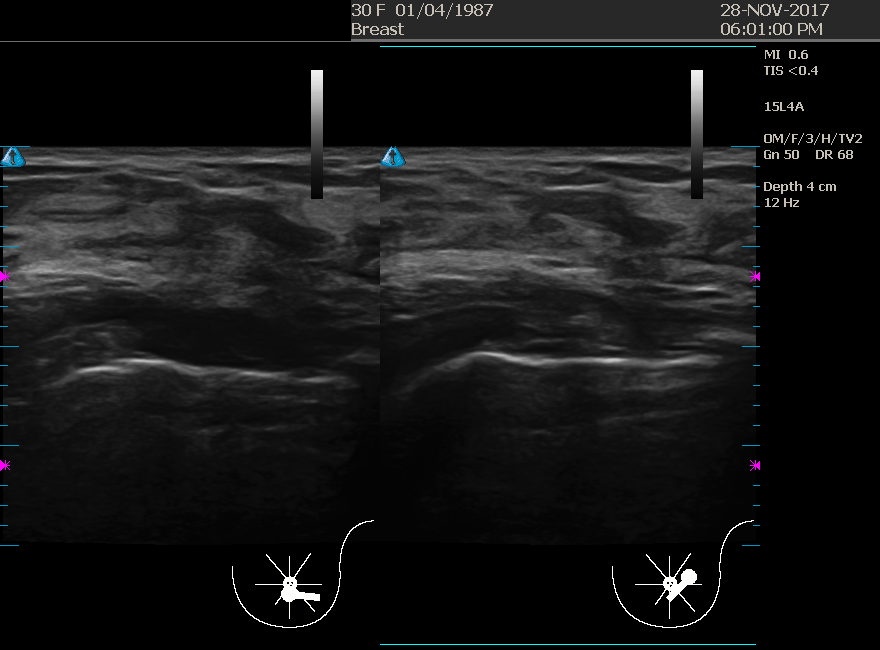 30 F 01/04/1987
28-NOV-2017
Breast
06:01:00 PM
MI 0.6
TIS <0.4
15L4A
OM/F/3/H/TV2
Gn 50 DR 68
Depth 4 cm
12 Hz